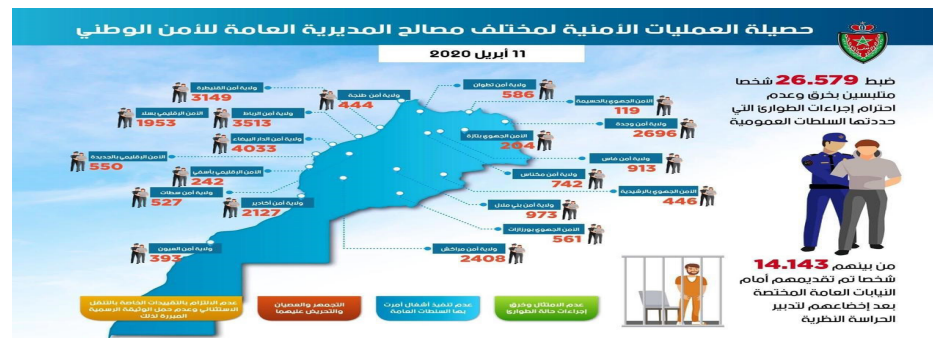 حصيلة العمليات الأمنية لمختلف مصالح المديرية العامة للأمن الوطني
11 أبريل 2020
ضبط 26.579 شخصا
متلبسين بخرق وعدم
احترام إجراءات الطوارئ التي
حددتها السلطات العمومية
ولاية أمن القنيطرة
3149
ولاية أمن طنجة
444
ولاية أمن تطوان
586
الأمن الجهوي بالحسيمة
119
الأمن الإقليمي بسلا
1953
ولاية أمن الرباط
3513
ولاية أمن وجدة
2696
ولاية أمن الدار البيضاء
4033
الأمن الجهوي بتازة
204
الأمن الإقليمي بالجديدة
550
ولاية أمن فاس
913
الأمن الإقليمي بآسفي
242
ولاية أمن مكناس
742
ولاية أمن سطات
527
الأمن الجهوي بالرشيدية
446
ولاية أمن أكادير
2127
ولاية أمن بني ملال
973
الأمن الجهوي بورزازات
561
ولاية أمن العيون
393
ولاية أمن مراكش
2408
من بينهم 14.143
شخصا تم تقديمهم أمام
النيابات العامة المختصة
بعد إخضاعهم لتدبير
الحراسة النظرية
عدم الامتثال وخرق
إجراءات حالة الطوارئ
عدم تنفيذ أشغال أمرت
بها السلطات العامة
التجمهر والعصيان
والتحريض عليهما
عدم الالتزام بالتقييدات الخاصة بالتنقل
الاستثنائي وعدم حمل الوثيقة الرسمية
المبررة لذلك